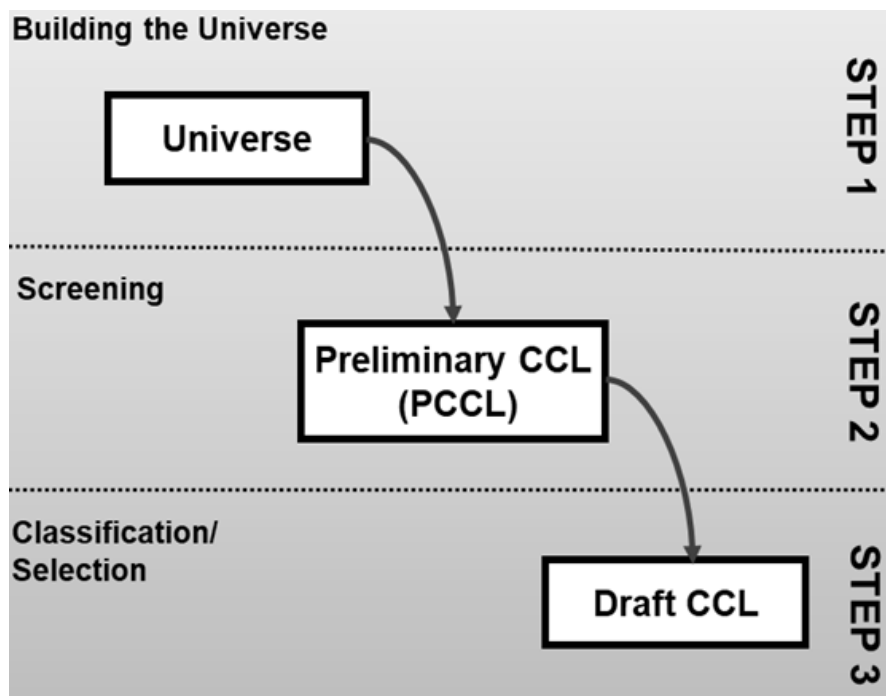 Building the Universe
Universe
STEP 1
Screening
Preliminary CCL
(PCCL)
STEP 2
Classification/
Selection
Draft CCL
STEP 3